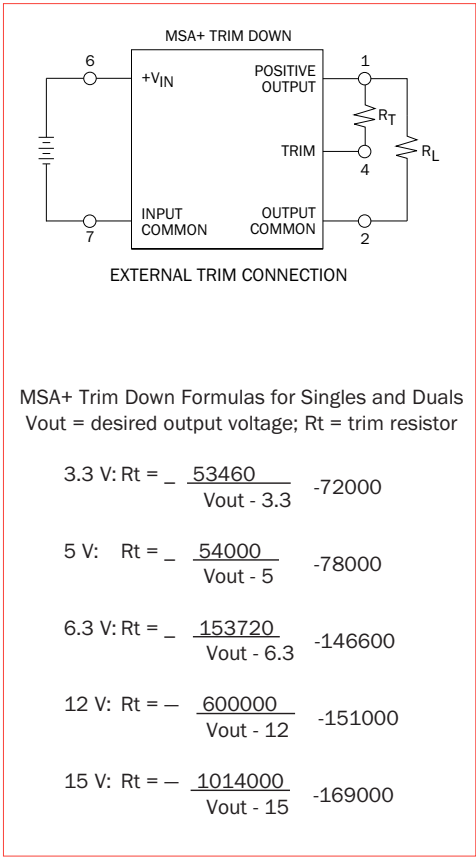 MSA+ TRIM DOWN
6
+VIN
POSITIVE
OUTPUT
1
RT
TRIM
4
RL
INPUT
COMMON
OUTPUT
COMMON
7
2
EXTERNAL TRIM CONNECTION
MSA+ Trim Down Formulas for Singles and Duals
Vout = desired output voltage; Rt = trim resistor
3.3 V: Rt = _ 53460
Vout - 3.3 -72000
5 V: Rt = _ 54000
Vout - 5 -78000
6.3 V: Rt = _ 153720
Vout - 6.3 -146600
12 V: Rt = — 600000
Vout - 12 -151000
15 V: Rt = — 1014000
Vout - 15 -169000